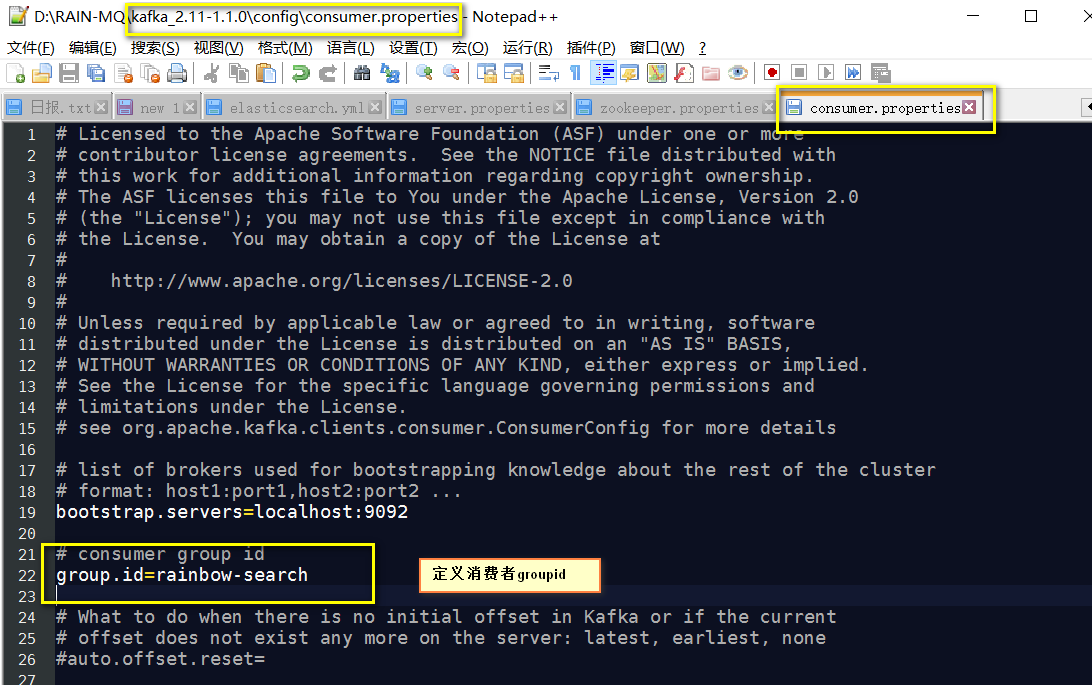 D:\RAIN-MQ\kafka_2.11-1.1.0\config\consumer.properties - Notepad++
文件(F) 编辑(E) 搜索(S) 视图(V) 格式(M) 语言(L) 设置(T) 宏(O) 运行(R) 插件(P) 窗口(W) ?
日报.txt new 1 elasticsearch.yml server.properties zookeeper.properties consumer.properties
1 # Licensed to the Apache Software Foundation (ASF) under one or more
2 # contributor license agreements.  See the NOTICE file distributed with
3 # this work for additional information regarding copyright ownership.
4 # The ASF licenses this file to You under the Apache License, Version 2.0
5 # (the "License"); you may not use this file except in compliance with
6 # the License.  You may obtain a copy of the License at
7 #
8 #    http://www.apache.org/licenses/LICENSE-2.0
9 #
10 # Unless required by applicable law or agreed to in writing, software
11 # distributed under the License is distributed on an "AS IS" BASIS,
12 # WITHOUT WARRANTIES OR CONDITIONS OF ANY KIND, either express or implied.
13 # See the License for the specific language governing permissions and
14 # limitations under the License.
15 # see org.apache.kafka.clients.consumer.ConsumerConfig for more details
16
17 # list of brokers used for bootstrapping knowledge about the rest of the cluster
18 # format: host1:port1,host2:port2 ...
19 bootstrap.servers=localhost:9092
20
21 # consumer group id
22 group.id=rainbow-search
定义消费者groupid
23
24 # What to do when there is no initial offset in Kafka or if the current
25 # offset does not exist any more on the server: latest, earliest, none
26 #auto.offset.reset=
27